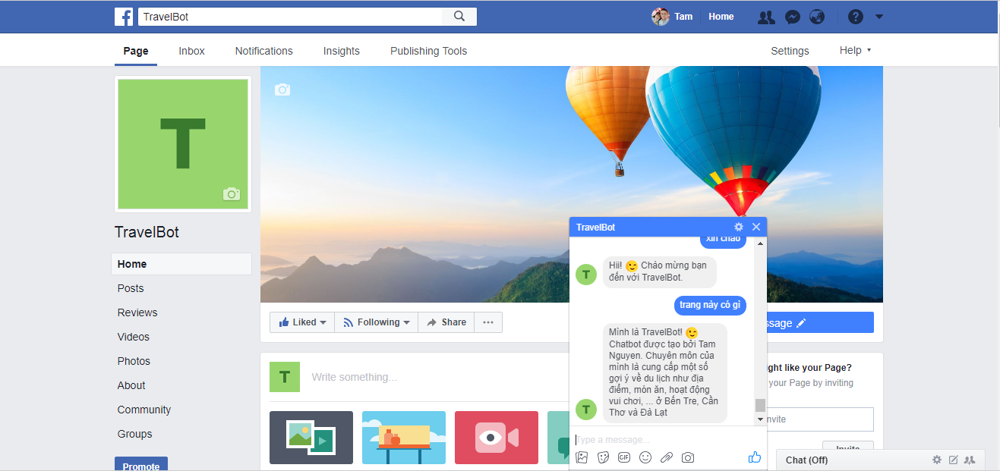 TravelBot
Tam
Home
Page
Inbox
Notifications
Insights
Publishing Tools
Settings
Help
T
TravelBot
Home
Posts
Reviews
Videos
Photos
About
Community
Groups
Promote
Liked
Following
Share
T
Write something...
TravelBot
xin chào
T
Hii! 😉 Chào mừng bạn
đến với TravelBot.
trang này có gì
Mình là TravelBot! 😉
Chatbot được tạo bởi Tam
Nguyen. Chuyên môn của
mình là cung cấp một số
gợi ý về du lịch như địa
điểm, món ăn, hoạt động
vui chơi, ... ở Bến Tre, Cần
Thơ và Đà Lạt
T
Type a message...
GIF
ssage
ght like your Page?
your Page by inviting
nvite
Invite
Chat (Off)